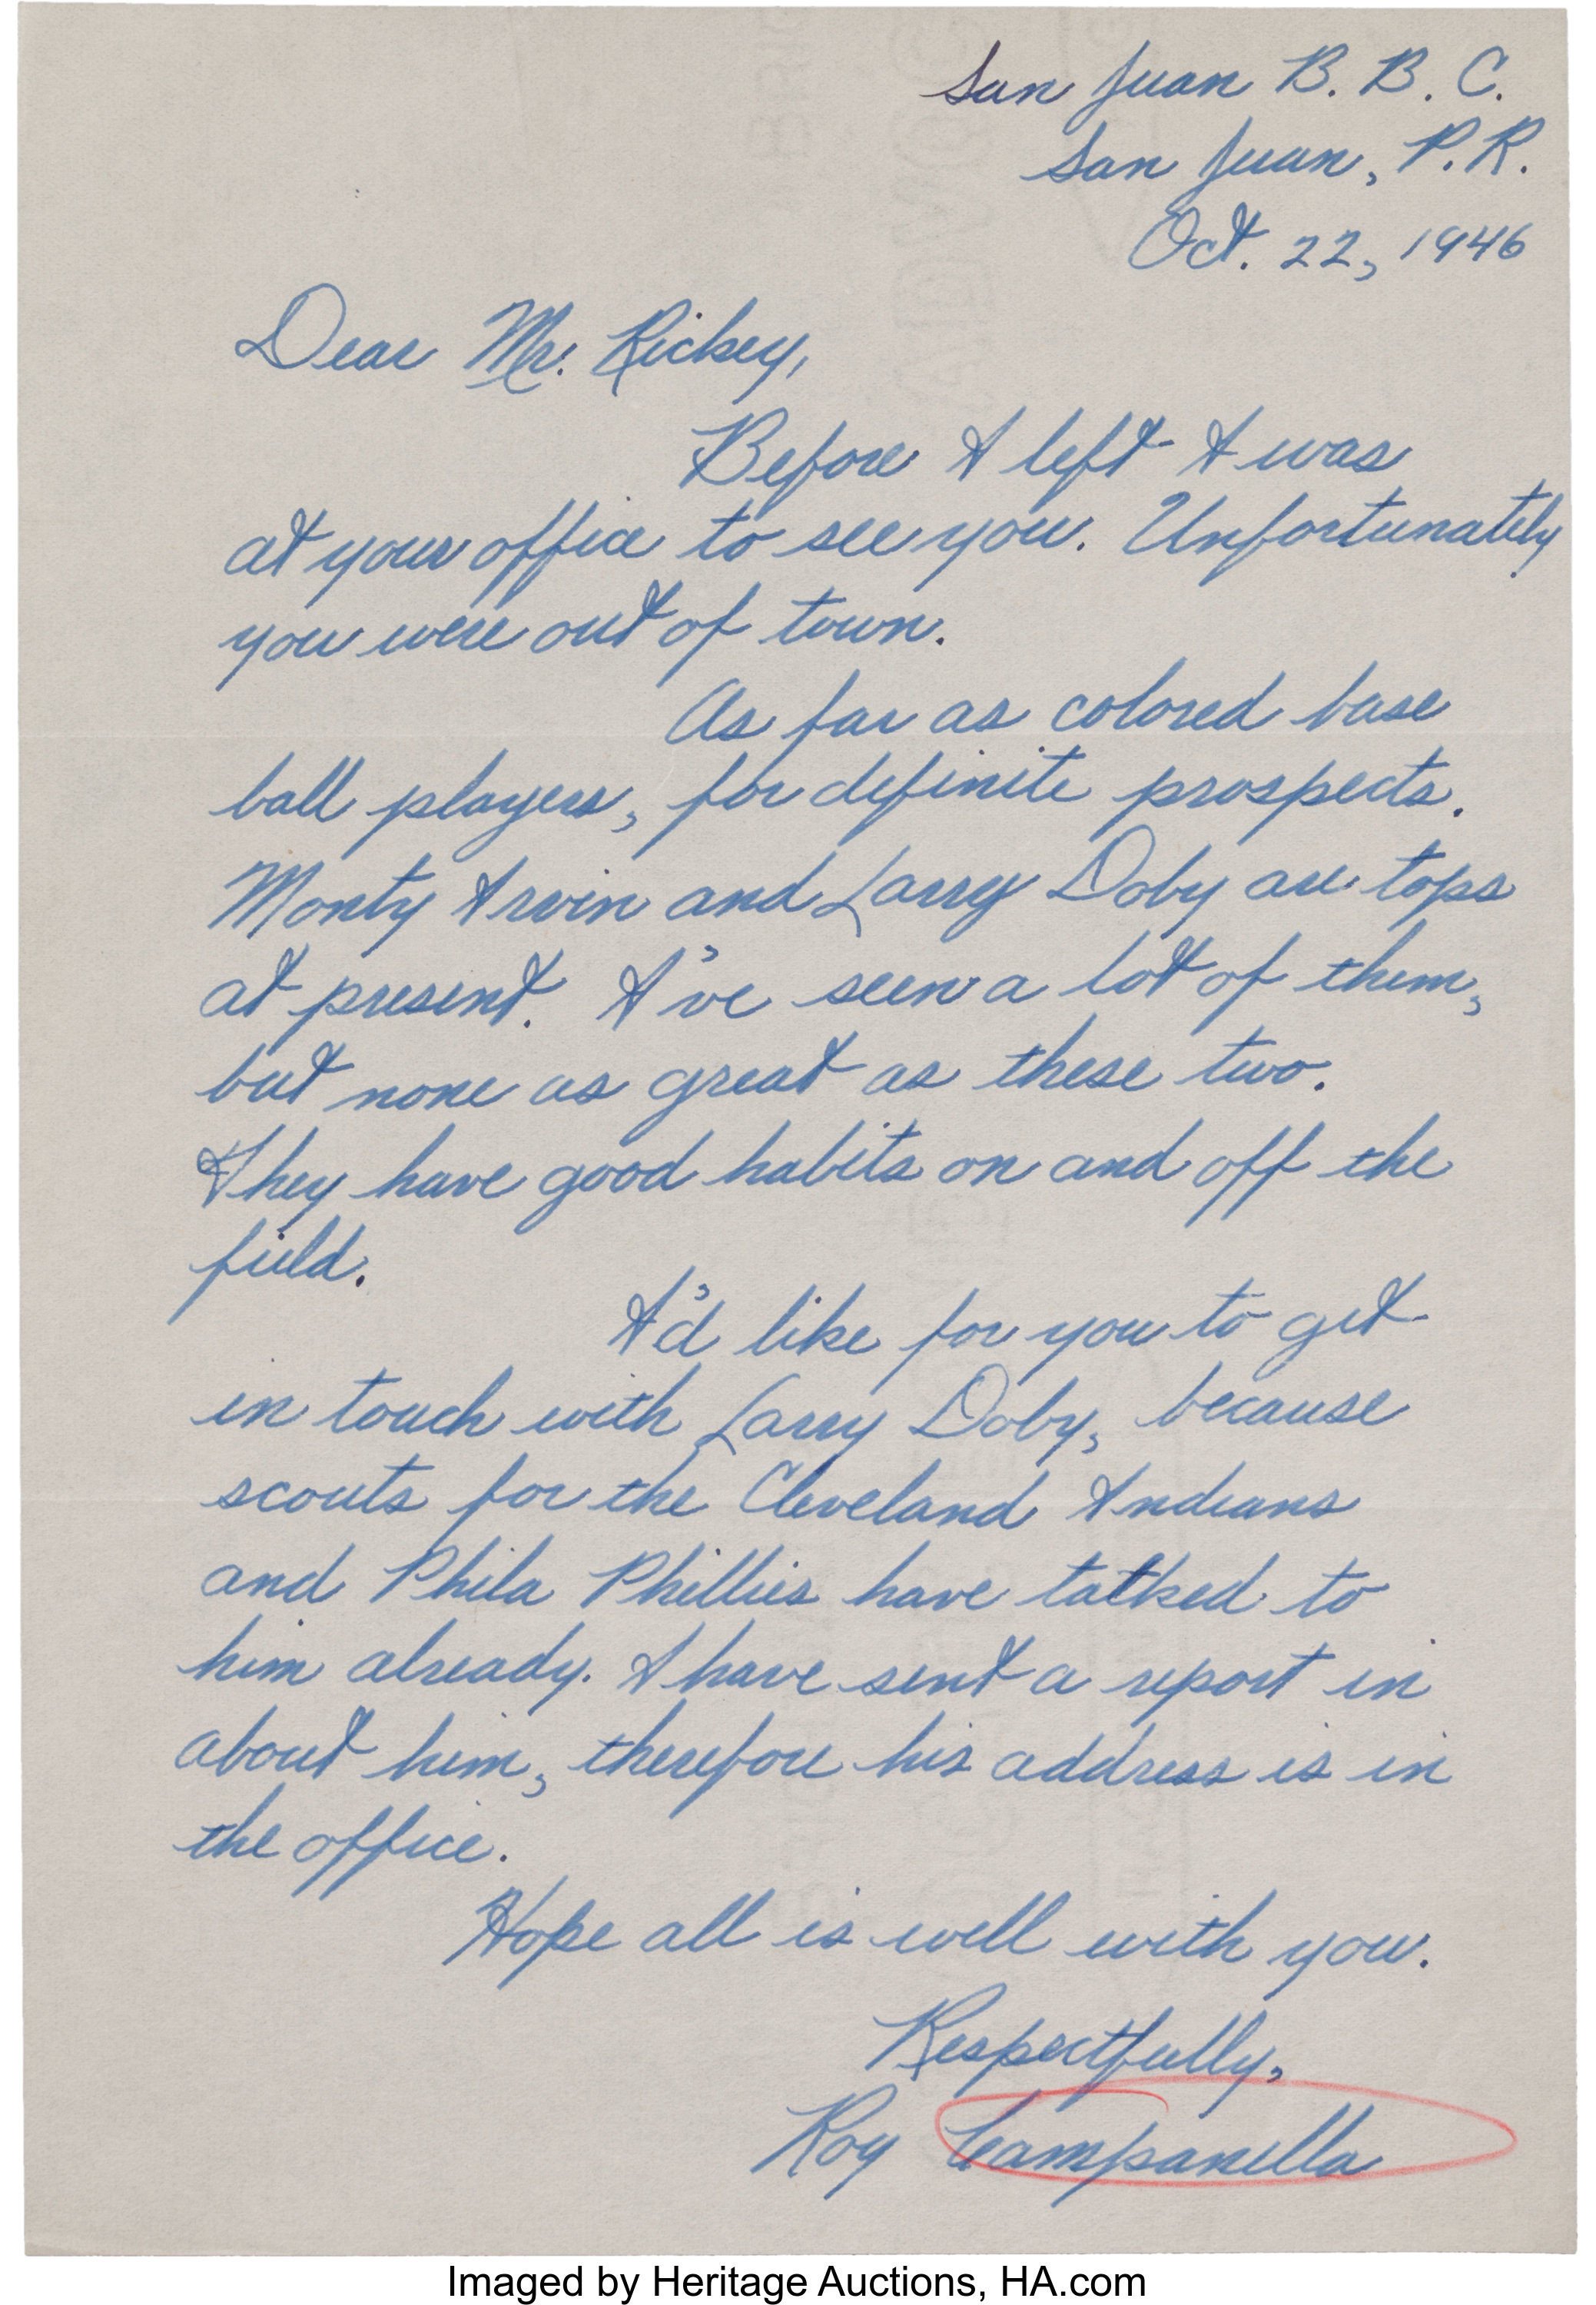 San Juan B. B. C.
San Juan, P.R.
Oct. 22, 1946
Dear Mr. Rickey,
Before I left I was
at your office to see you. Unfortunately
you were out of town.
As far as colored base
ball players, for definite prospects.
Monty Irvin and Larry Doby are tops
at present. I've seen a lot of them,
but none as great as these two.
They have good habits on and off the
field.
I'd like for you to get
in touch with Larry Doby, because
scouts for the Cleveland Indians
and Phila Phillies have talked to
him already. I have sent a report in
about him, therefore his address is in
the office.
Hope all is well with you.
Respectfully,
Roy Campanella
Imaged by Heritage Auctions, HA.com